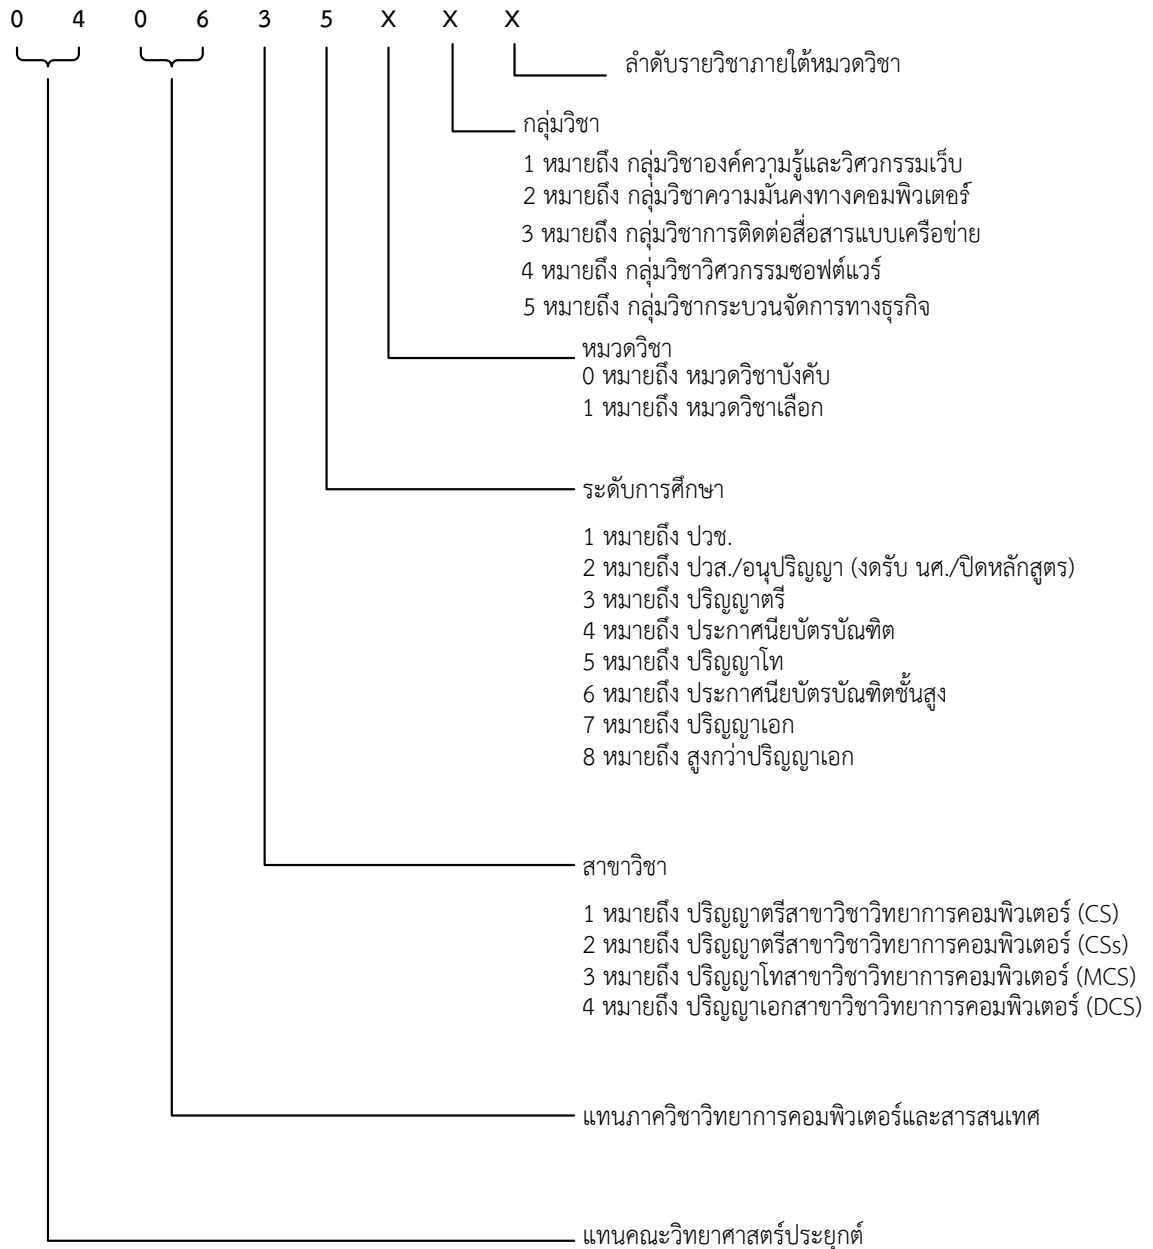 0 4 0 6 3 5 X X X
ลำดับรายวิชาภายใต้หมวดวิชา
กลุ่มวิชา
1 หมายถึง กลุ่มวิชาองค์ความรู้และวิศวกรรมเว็บ
2 หมายถึง กลุ่มวิชาความมั่นคงทางคอมพิวเตอร์
3 หมายถึง กลุ่มวิชาการติดต่อสื่อสารแบบเครือข่าย
4 หมายถึง กลุ่มวิชาวิศวกรรมซอฟต์แวร์
5 หมายถึง กลุ่มวิชากระบวนจัดการทางธุรกิจ
หมวดวิชา
0 หมายถึง หมวดวิชาบังคับ
1 หมายถึง หมวดวิชาเลือก
ระดับการศึกษา
1 หมายถึง ปวช.
2 หมายถึง ปวส./อนุปริญญา (งดรับ นศ./ปิดหลักสูตร)
3 หมายถึง ปริญญาตรี
4 หมายถึง ประกาศนียบัตรบัณฑิต
5 หมายถึง ปริญญาโท
6 หมายถึง ประกาศนียบัตรบัณฑิตชั้นสูง
7 หมายถึง ปริญญาเอก
8 หมายถึง สูงกว่าปริญญาเอก
สาขาวิชา
1 หมายถึง ปริญญาตรีสาขาวิชาวิทยาการคอมพิวเตอร์ (CS)
2 หมายถึง ปริญญาตรีสาขาวิชาวิทยาการคอมพิวเตอร์ (CSs)
3 หมายถึง ปริญญาโทสาขาวิชาวิทยาการคอมพิวเตอร์ (MCS)
4 หมายถึง ปริญญาเอกสาขาวิชาวิทยาการคอมพิวเตอร์ (DCS)
แทนภาควิชาวิทยาการคอมพิวเตอร์และสารสนเทศ
แทนคณะวิทยาศาสตร์ประยุกต์